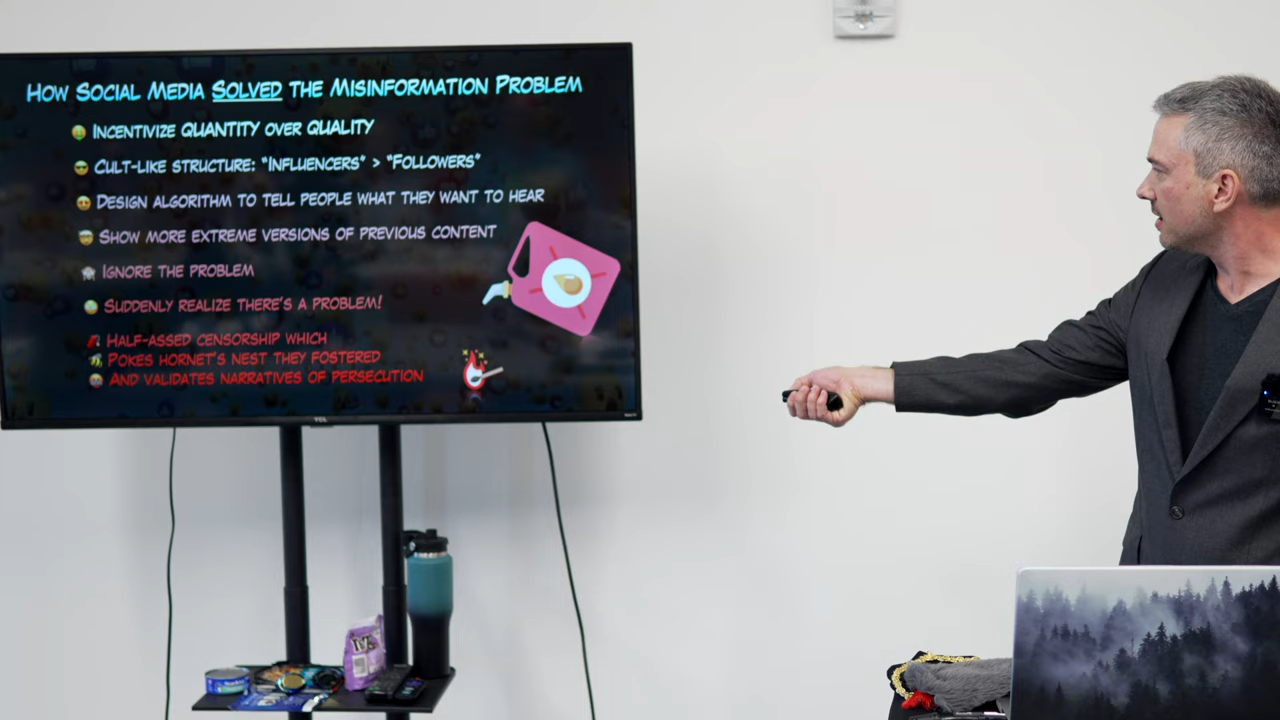 How Social Media Solved the Misinformation Problem
Incentivize QUANTITY over QUALITY
Cult-like structure: "Influencers" > "Followers"
Design algorithm to tell people what they want to hear
Show more extreme versions of previous content
Ignore the problem
Suddenly realize there's a problem!
Half-assed censorship which
Pokes hornet's nest they fostered
And validates narratives of persecution
TCL